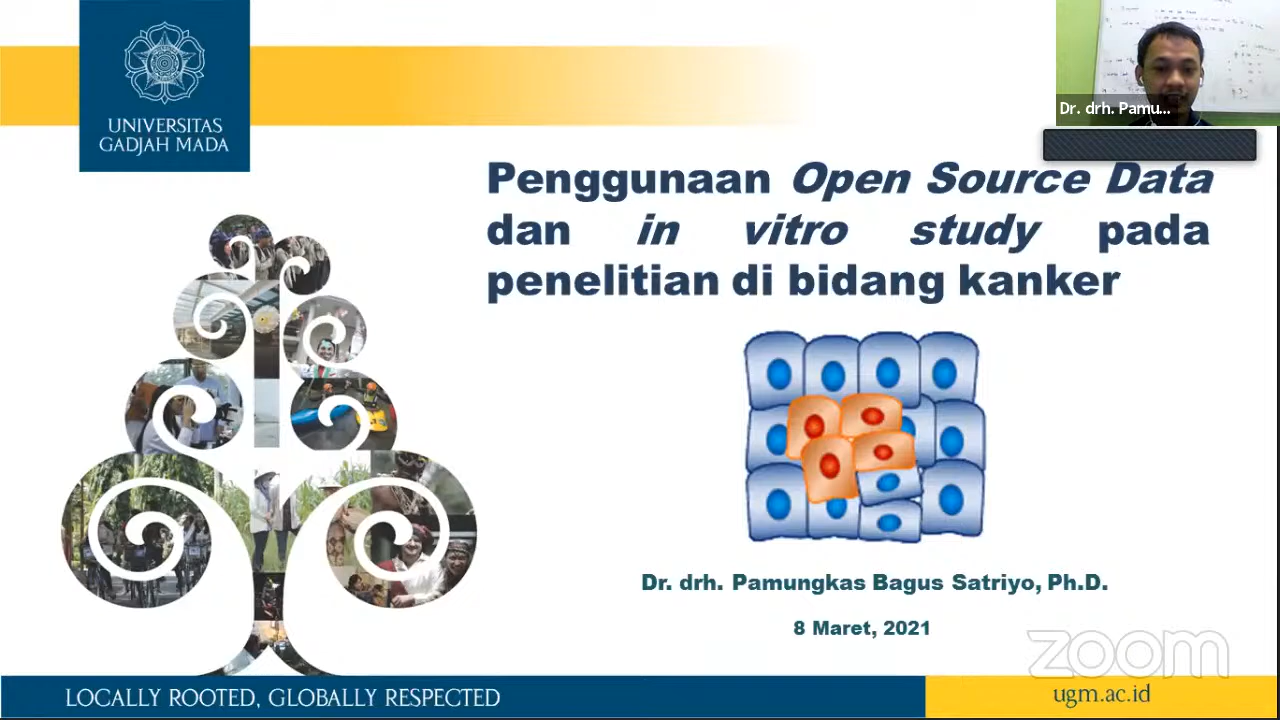 UNIVERSITAS
GADJAH MADA
Dr. drh. Pamu...
Penggunaan Open Source Data
dan in vitro study pada
penelitian di bidang kanker
Dr. drh. Pamungkas Bagus Satriyo, Ph.D.
8 Maret, 2021
zoom
LOCALLY ROOTED, GLOBALLY RESPECTED
ugm.ac.id